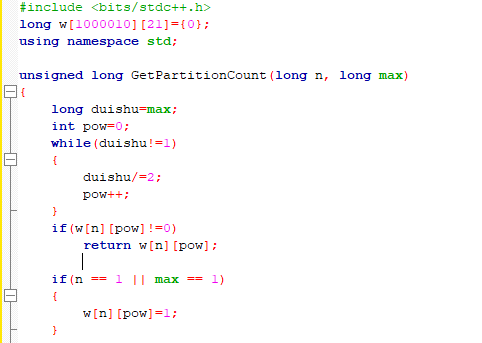 #include <bits/stdc++.h>
long w[1000010][21]={0};
using namespace std;
unsigned long GetPartitionCount(long n, long max)
{
long duishu=max;
int pow=0;
while(duishu!=1)
{
duishu/=2;
pow++;
}
if(w[n][pow]!=0)
return w[n][pow];
if(n == 1 || max == 1)
{
w[n][pow]=1;
}